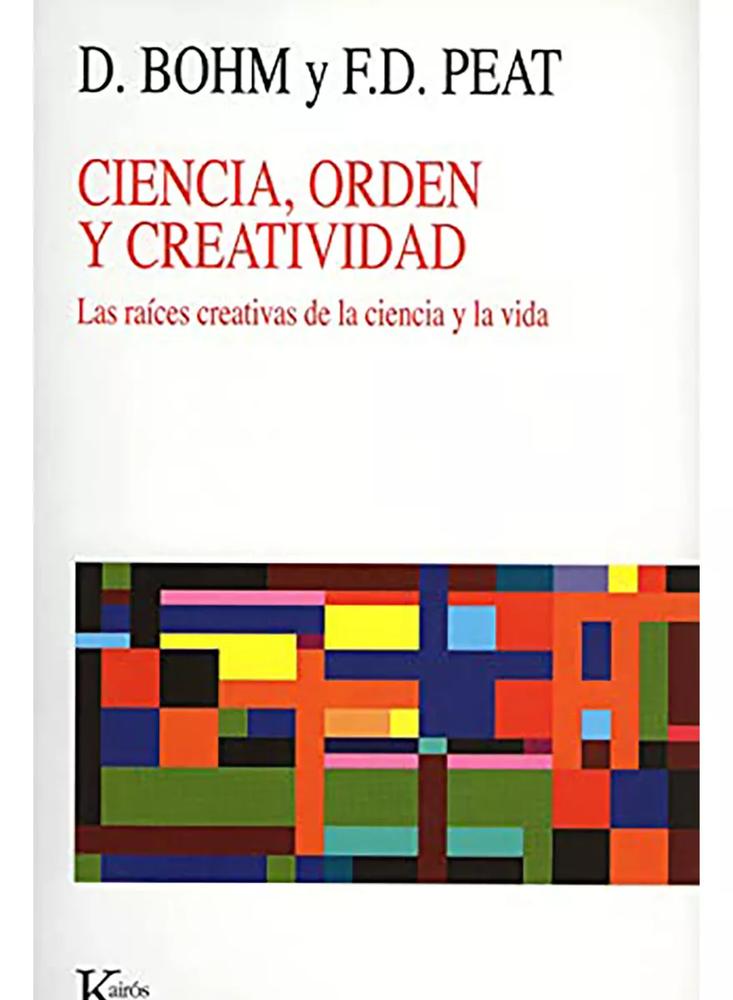 D. BOHM y F.D. PEAT
CIENCIA, ORDEN
Y CREATIVIDAD
Las raíces creativas de la ciencia y la vida
Kairós